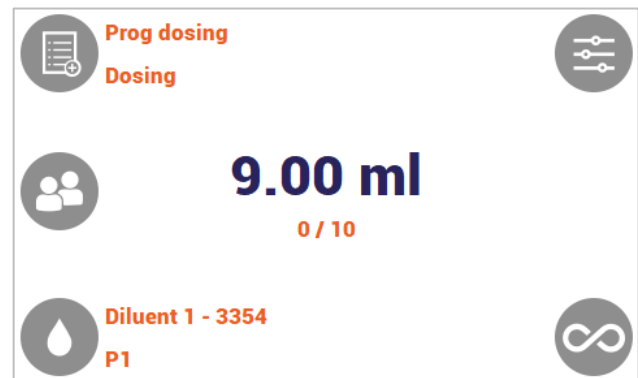 Prog dosing
Dosing
9.00 ml
0 / 10
Diluent 1 - 3354
P1